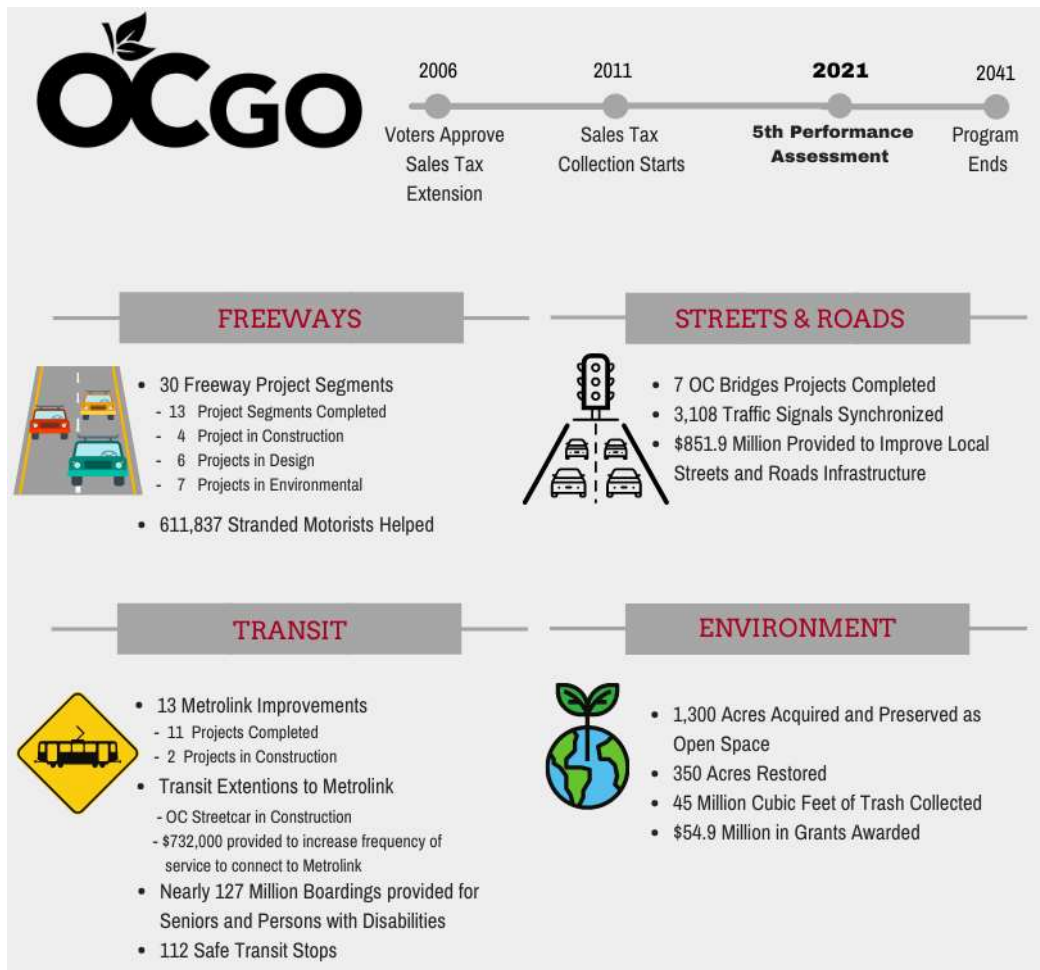 OCGO
2006
Voters Approve
Sales Tax
Extension
2011
Sales Tax
Collection Starts
2021
5th Performance
Assessment
2041
Program
Ends
FREEWAYS
• 30 Freeway Project Segments
- 13 Project Segments Completed
- 4 Project in Construction
- 6 Projects in Design
- 7 Projects in Environmental
• 611,837 Stranded Motorists Helped
STREETS & ROADS
• 7 OC Bridges Projects Completed
• 3,108 Traffic Signals Synchronized
• $851.9 Million Provided to Improve Local
Streets and Roads Infrastructure
TRANSIT
• 13 Metrolink Improvements
- 11 Projects Completed
- 2 Projects in Construction
• Transit Extentions to Metrolink
- OC Streetcar in Construction
- $732,000 provided to increase frequency of
service to connect to Metrolink
• Nearly 127 Million Boardings provided for
Seniors and Persons with Disabilities
• 112 Safe Transit Stops
ENVIRONMENT
• 1,300 Acres Acquired and Preserved as
Open Space
• 350 Acres Restored
• 45 Million Cubic Feet of Trash Collected
• $54.9 Million in Grants Awarded